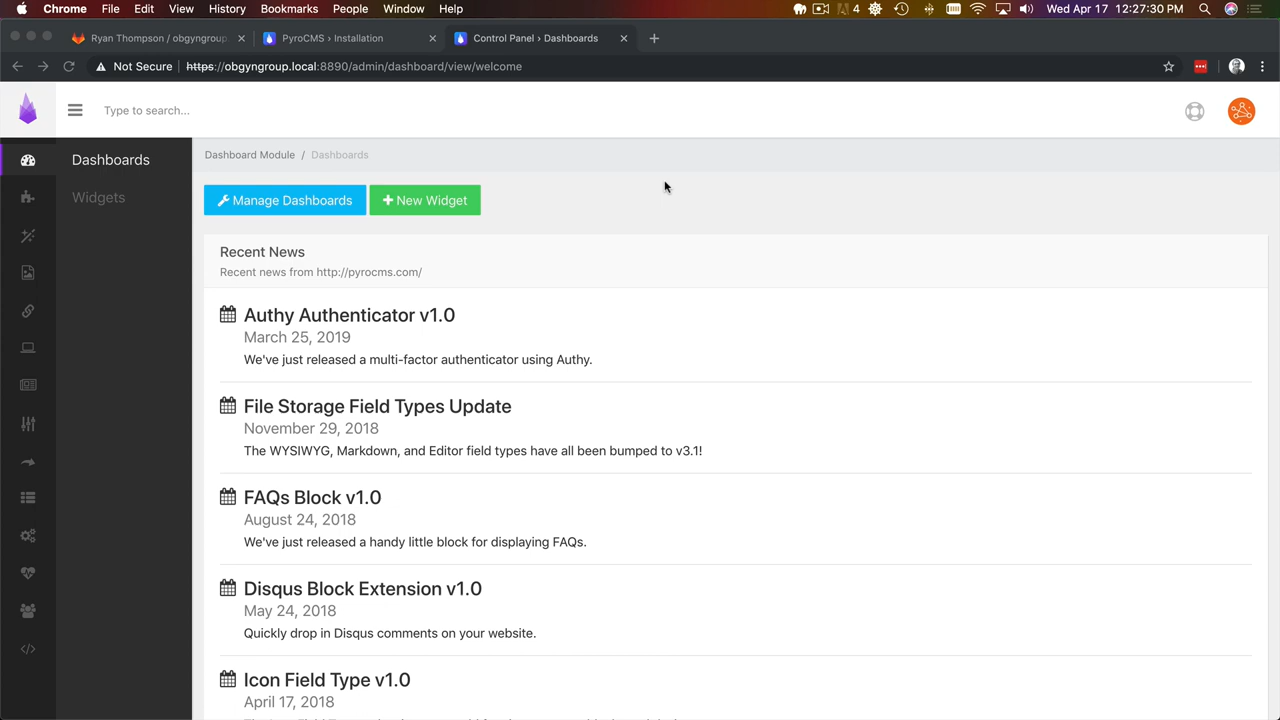 Chrome File Edit View History Bookmarks People Window Help 4 Wed Apr 17 12:27:30 PM
Ryan Thompson / obgyngroup
PyroCMS › Installation
Control Panel › Dashboards
Not Secure https://obgyngroup.local:8890/admin/dashboard/view/welcome
Type to search...
Dashboards
Widgets
Dashboard Module / Dashboards
Manage Dashboards
New Widget
Recent News
Recent news from http://pyrocms.com/
Authy Authenticator v1.0
March 25, 2019
We've just released a multi-factor authenticator using Authy.
File Storage Field Types Update
November 29, 2018
The WYSIWYG, Markdown, and Editor field types have all been bumped to v3.1!
FAQs Block v1.0
August 24, 2018
We've just released a handy little block for displaying FAQs.
Disqus Block Extension v1.0
May 24, 2018
Quickly drop in Disqus comments on your website.
Icon Field Type v1.0
April 17, 2018